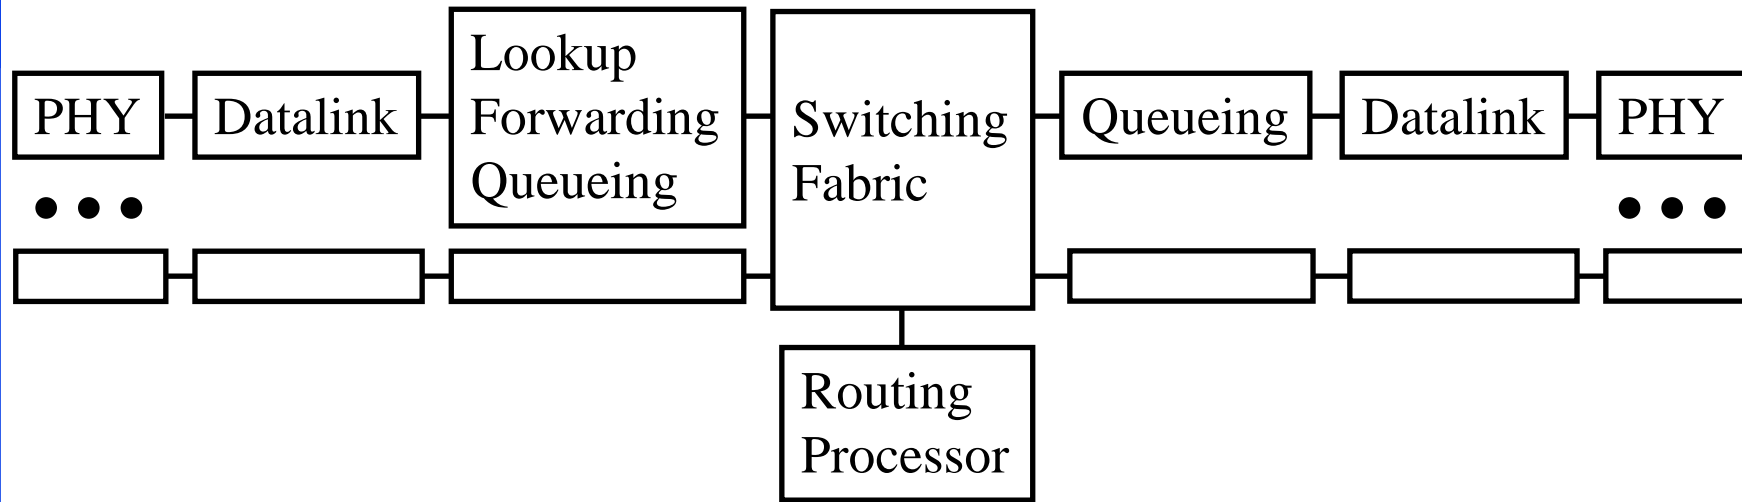 PHY
Datalink
Lookup
Forwarding
Queueing
Switching
Fabric
Queueing
Datalink
PHY
Routing
Processor